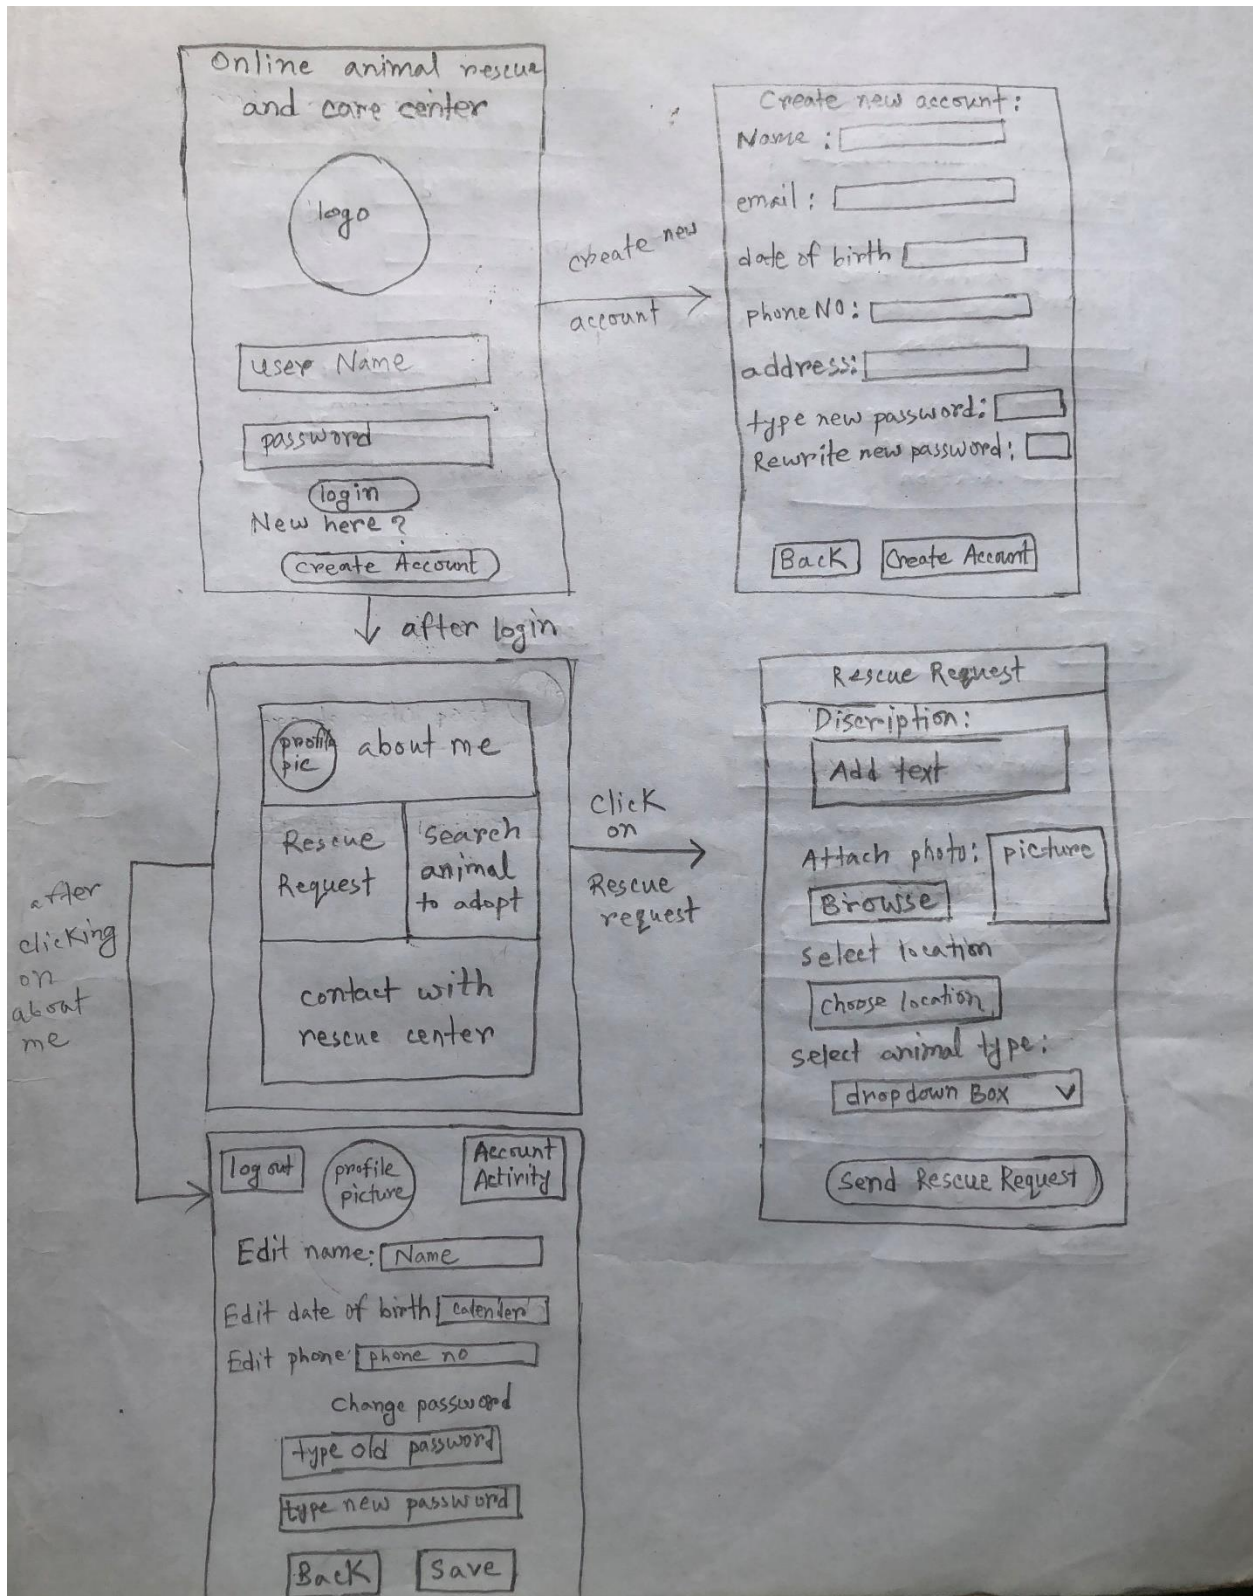 Online animal rescue
and care center
logo
user Name
password
login
New here?
create Account
create new
account
Create new account:
Name:
email:
date of birth
phone NO:
address:
type new password:
Rewrite new password:
Back
Create Account
after login
profile
pic
about me
Rescue
Request
search
animal
to adopt
contact with
rescue center
click
on
Rescue
request
Rescue Request
Discription:
Add text
Attach photo:
picture
Browse
select location
choose location
select animal type:
dropdown Box
Send Rescue Request
after
clicking
on
about
me
log out
profile
picture
Account
Activity
Edit name: Name
Edit date of birth calender
Edit phone: phone no
change password
type old password
type new password
Back
Save